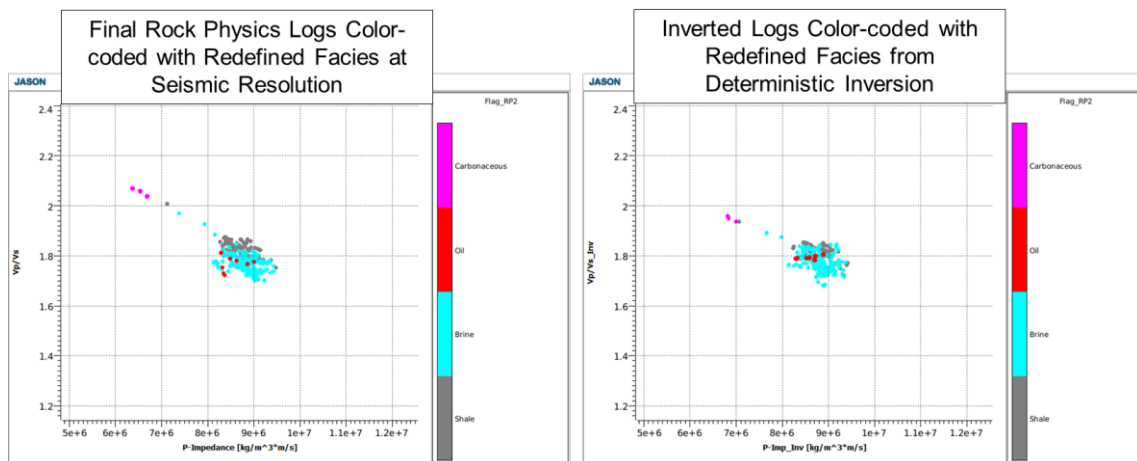 Final Rock Physics Logs Color-
coded with Redefined Facies at
Seismic Resolution
JASON
Flag_RP2
Vp/Vs
2.4
2.2
2
1.8
1.6
1.4
1.2
5e+6 6e+6 7e+6 8e+6 9e+6 1e+7 1.1e+7 1.2e+7
P-Impedance [kg/m^3*m/s]
Carbonaceous
Oil
Brine
Shale
Inverted Logs Color-coded with
Redefined Facies from
Deterministic Inversion
JASON
Flag_RP2
Vp/Vs_Inv
2.4
2.2
2
1.8
1.6
1.4
1.2
5e+6 6e+6 7e+6 8e+6 9e+6 1e+7 1.1e+7 1.2e+7
P-Imp_Inv [kg/m^3*m/s]
Carbonaceous
Oil
Brine
Shale